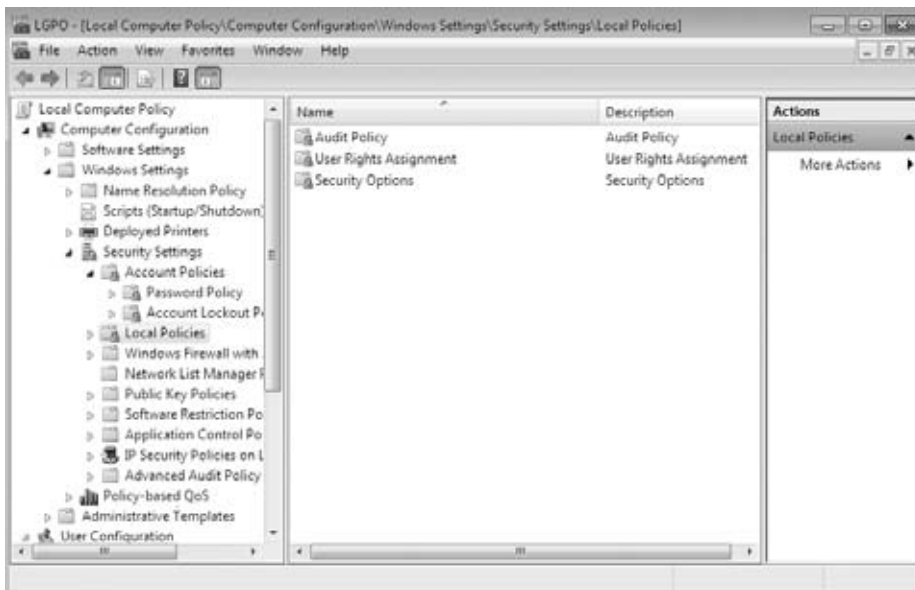 LGPO - [Local Computer Policy\Computer Configuration\Windows Settings\Security Settings\Local Policies]
File Action View Favorites Window Help
Local Computer Policy
Computer Configuration
Software Settings
Windows Settings
Name Resolution Policy
Scripts (Startup/Shutdown)
Deployed Printers
Security Settings
Account Policies
Password Policy
Account Lockout Po
Local Policies
Windows Firewall with
Network List Manager P
Public Key Policies
Software Restriction Po
Application Control Po
IP Security Policies on L
Advanced Audit Policy
Policy-based QoS
Administrative Templates
User Configuration
Name Description
Audit Policy Audit Policy
User Rights Assignment User Rights Assignment
Security Options Security Options
Actions
Local Policies
More Actions